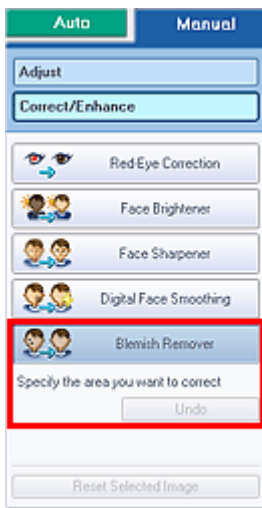 Auto Manual
Adjust
Correct/Enhance
Red-Eye Correction
Face Brightener
Face Sharpener
Digital Face Smoothing
Blemish Remover
Specify the area you want to correct
Undo
Reset Selected Image